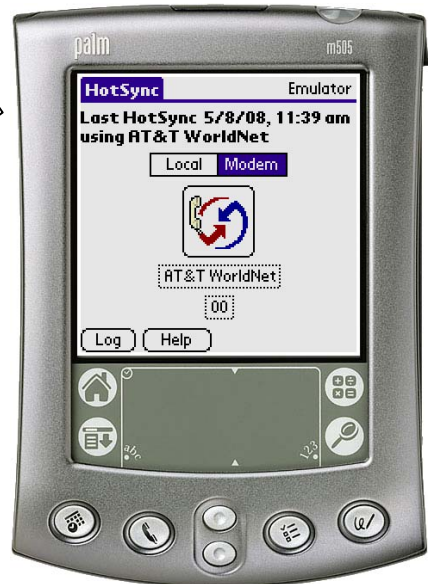 palm m505
HotSync Emulator
Last HotSync 5/8/08, 11:39 am
using AT&T WorldNet
Local Modem
AT&T WorldNet
00
Log Help
abc 123